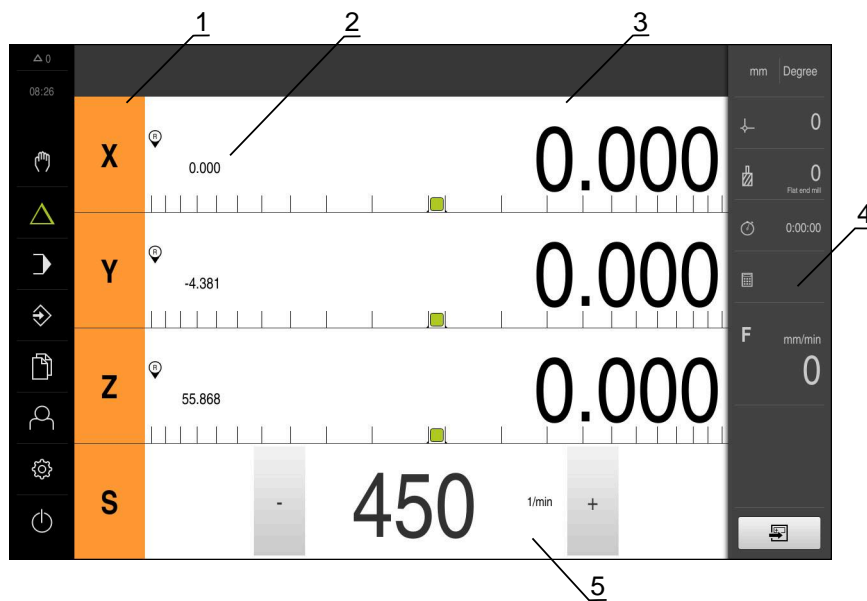 1 2 3
0
08:26
mm Degree
X R 0.000 0.000
0
0
Flat end mill
Y R -4.381 0.000
0:00:00
4
F mm/min
0
Z R 55.868 0.000
S - 450 1/min +
5